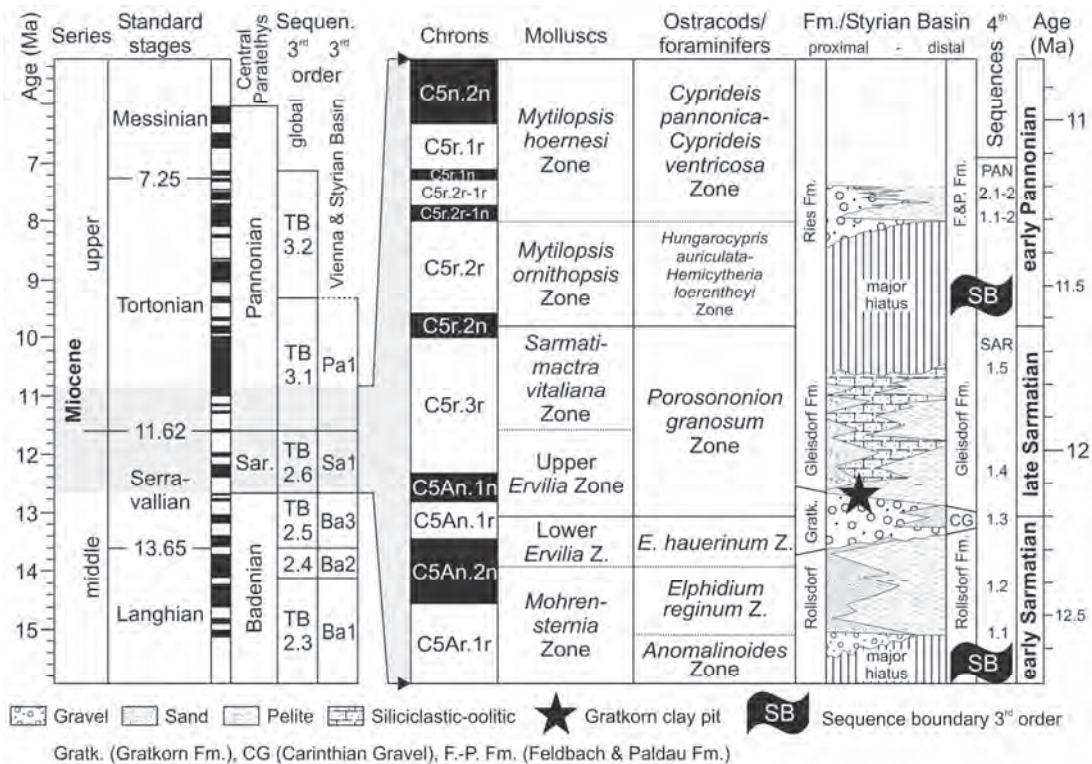 Age (Ma)
Series
Standard
stages
Central
Paratethys
Sequen.
3rd 3rd
order
global
Vienna & Styrian Basin
Chrons
Molluscs
Ostracods/
foraminifers
Fm./Styrian Basin
proximal - distal
4th
Sequences
Age
(Ma)
7
8
9
10
11
12
13
14
15
Miocene
upper
middle
Messinian
7.25
Tortonian
11.62
Serra-
vallian
13.65
Langhian
Pannonian
Sar.
Badenian
TB
3.2
TB
3.1
TB
2.6
TB
2.5
2.4
TB
2.3
Pa1
Sa1
Ba3
Ba2
Ba1
C5n.2n
C5r.1r
C5r.1n
C5r.2r-1r
C5r.2r-1n
C5r.2r
C5r.2n
C5r.3r
C5An.1n
C5An.1r
C5An.2n
C5Ar.1r
Mytilopsis
hoernesi
Zone
Mytilopsis
ornithopsis
Zone
Sarmati-
mactra
vitaliana
Zone
Upper
Ervilia Zone
Lower
Ervilia Z.
Mohren-
sternia
Zone
Cyprideis
pannonica-
Cyprideis
ventricosa
Zone
Hungarocypris
auriculata-
Hemicytheria
loerentheyi
Zone
Porosononion
granosum
Zone
E. hauerinum Z.
Elphidium
reginum Z.
Anomalinoides
Zone
Ries Fm.
Gleisdorf Fm.
Gratk.
Rollsdorf Fm.
major
hiatus
major
hiatus
F.&P. Fm.
Gleisdorf Fm.
CG
Rollsdorf Fm.
PAN
2.1-2
1.1-2
SB
SAR
1.5
1.4
1.3
1.2
1.1
SB
early Pannonian
late Sarmatian
early Sarmatian
11
11.5
12
12.5
Gravel
Sand
Pelite
Siliciclastic-oolitic
Gratkorn clay pit
SB
Sequence boundary 3rd order
Gratk. (Gratkorn Fm.), CG (Carinthian Gravel), F.-P. Fm. (Feldbach & Paldau Fm.)